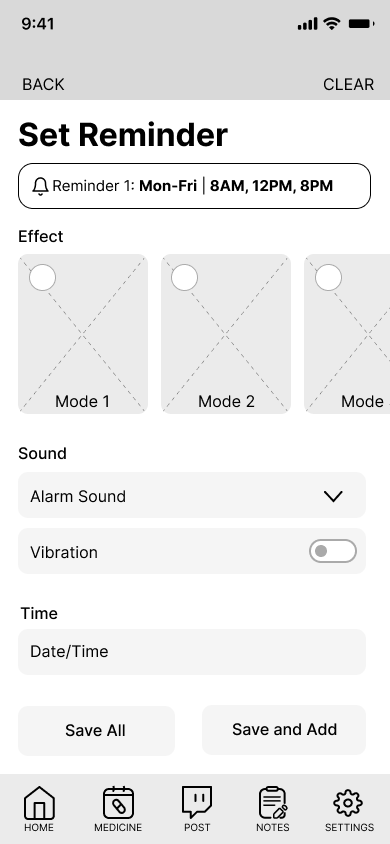 9:41
BACK CLEAR
Set Reminder
Reminder 1: Mon-Fri | 8AM, 12PM, 8PM
Effect
Mode 1 Mode 2 Mode
Sound
Alarm Sound
Vibration
Time
Date/Time
Save All Save and Add
HOME MEDICINE POST NOTES SETTINGS